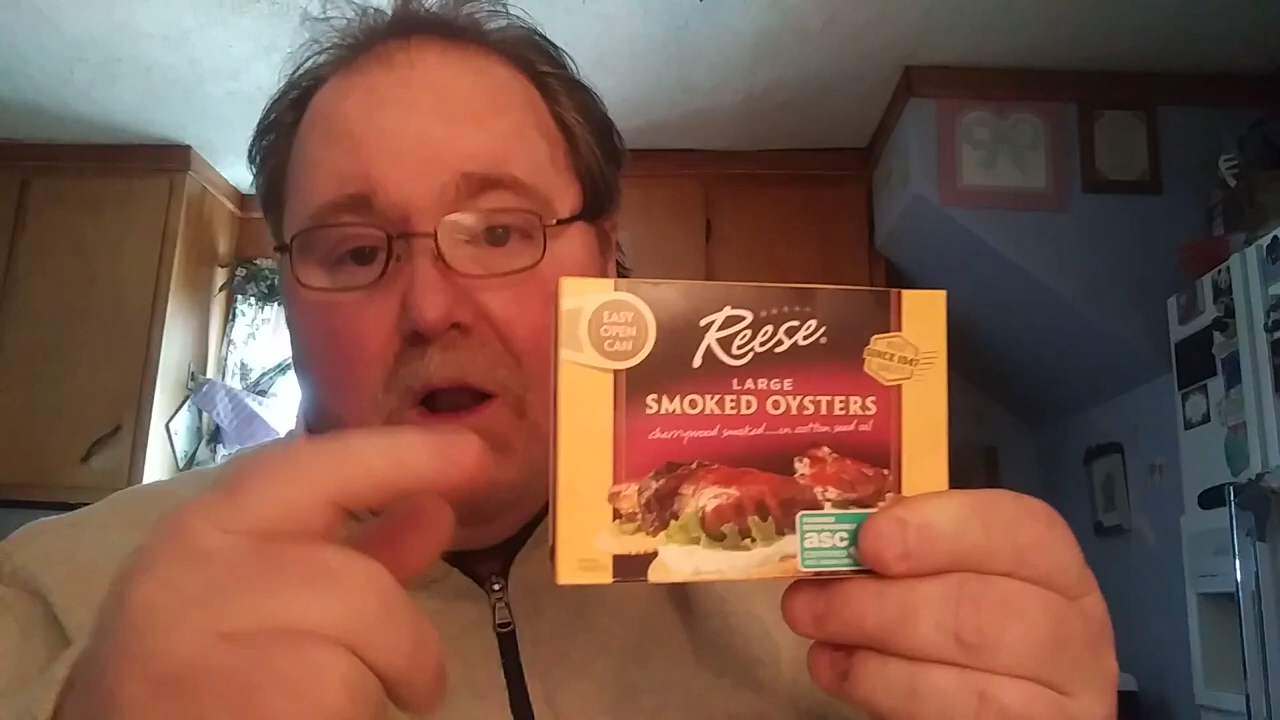 EASY
OPEN
CAN
Reese
SINCE 1947
LARGE
SMOKED OYSTERS
cherrywood smoked....in cotton seed oil
asc